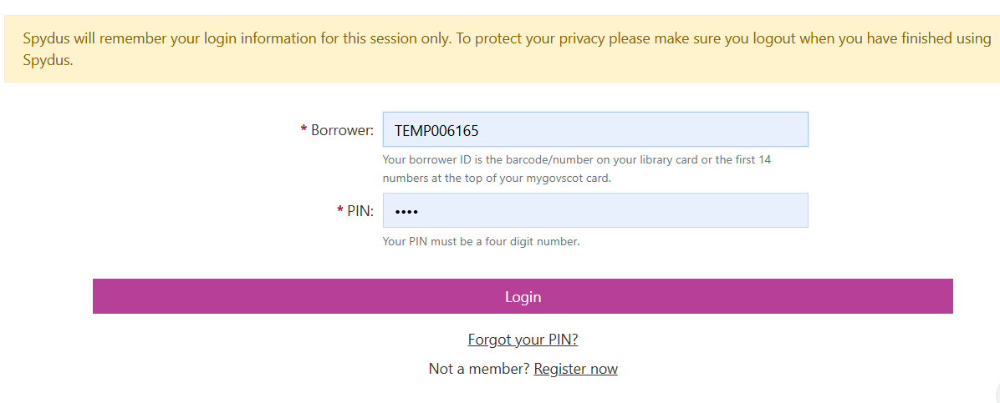 Spydus will remember your login information for this session only. To protect your privacy please make sure you logout when you have finished using
Spydus.
* Borrower: TEMP006165
Your borrower ID is the barcode/number on your library card or the first 14
numbers at the top of your mygovscot card.
* PIN: ••••
Your PIN must be a four digit number.
Login
Forgot your PIN?
Not a member? Register now